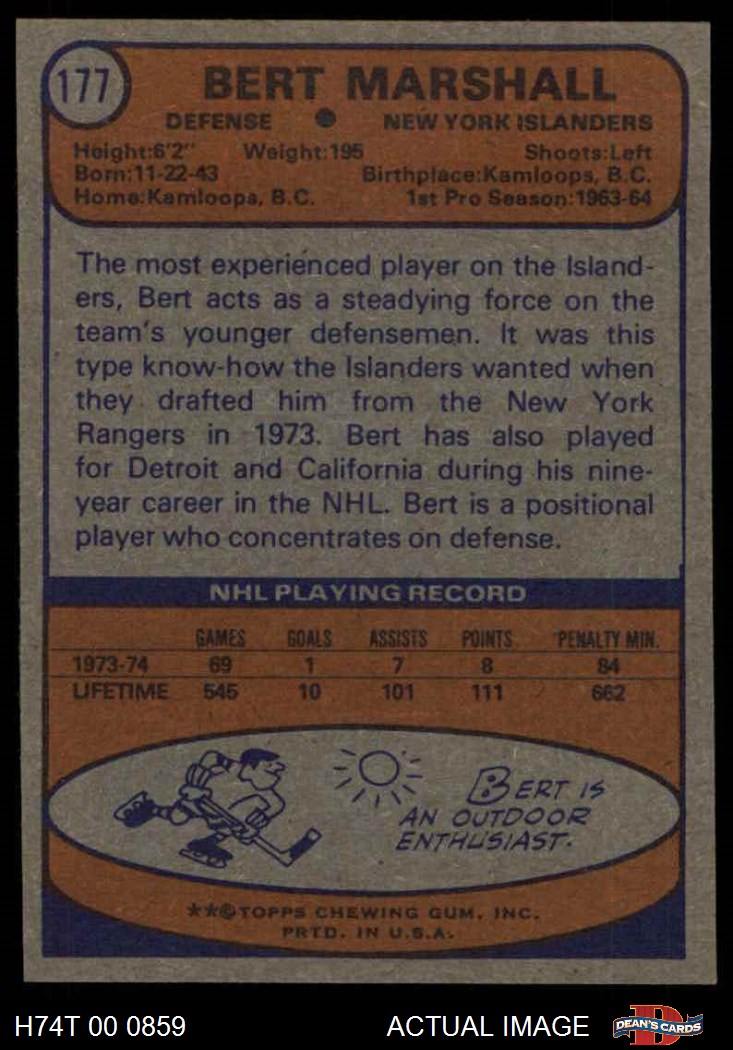 177
BERT MARSHALL
DEFENSE ● NEW YORK ISLANDERS
Height:6'2" Weight:195 Shoots:Left
Born:11-22-43 Birthplace:Kamloops, B.C.
Home:Kamloops, B.C. 1st Pro Season:1963-64
The most experienced player on the Island-
ers, Bert acts as a steadying force on the
team's younger defensemen. It was this
type know-how the Islanders wanted when
they drafted him from the New York
Rangers in 1973. Bert has also played
for Detroit and California during his nine-
year career in the NHL. Bert is a positional
player who concentrates on defense.
NHL PLAYING RECORD
GAMES GOALS ASSISTS POINTS PENALTY MIN.
1973-74 69 1 7 8 84
LIFETIME 545 10 101 111 662
BERT IS
AN OUTDOOR
ENTHUSIAST.
**©TOPPS CHEWING GUM, INC.
PRTD. IN U.S.A.
H74T 00 0859 ACTUAL IMAGE
D
DEAN'S CARDS